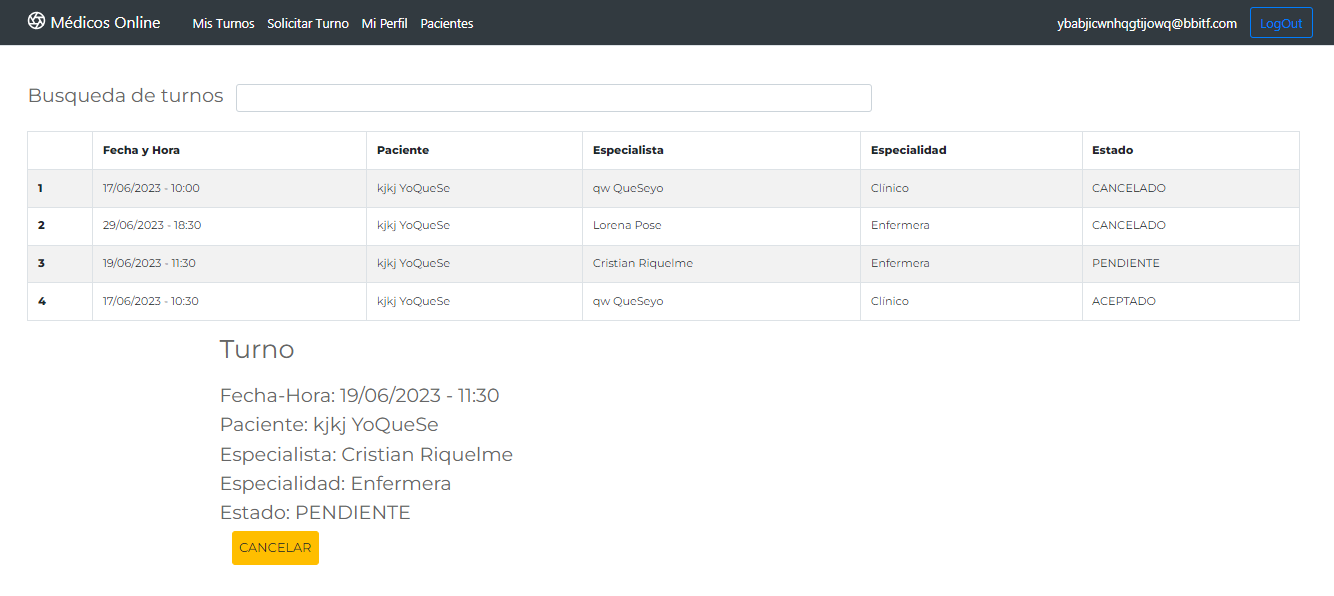 Médicos Online Mis Turnos Solicitar Turno Mi Perfil Pacientes ybabjicwnhqgtijowq@bbitf.com LogOut
Busqueda de turnos
Fecha y Hora Paciente Especialista Especialidad Estado
1 17/06/2023 - 10:00 kjkj YoQueSe qw QueSeyo Clínico CANCELADO
2 29/06/2023 - 18:30 kjkj YoQueSe Lorena Pose Enfermera CANCELADO
3 19/06/2023 - 11:30 kjkj YoQueSe Cristian Riquelme Enfermera PENDIENTE
4 17/06/2023 - 10:30 kjkj YoQueSe qw QueSeyo Clínico ACEPTADO
Turno
Fecha-Hora: 19/06/2023 - 11:30
Paciente: kjkj YoQueSe
Especialista: Cristian Riquelme
Especialidad: Enfermera
Estado: PENDIENTE
CANCELAR